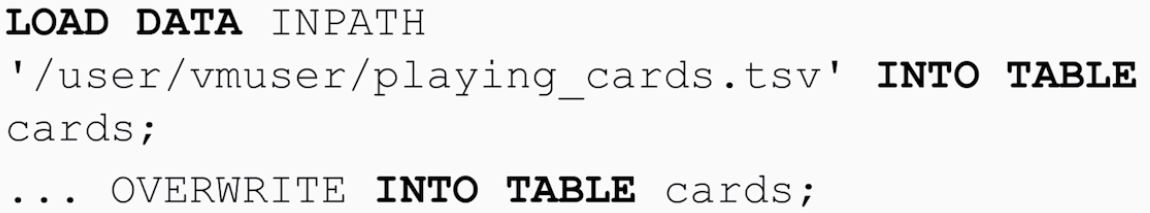 LOAD DATA INPATH
'/user/vmuser/playing_cards.tsv' INTO TABLE
cards;
... OVERWRITE INTO TABLE cards;